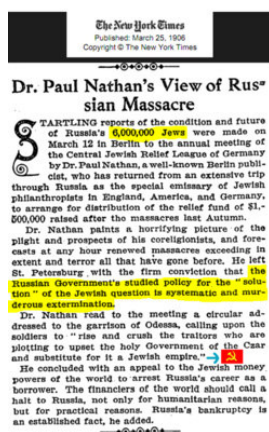 The New York Times
Published: March 25, 1906
Copyright © The New York Times
Dr. Paul Nathan's View of Rus-
sian Massacre
STARTLING reports of the condition and future
of Russia's 6,000,000 Jews were made on
March 12 in Berlin to the annual meeting of
the Central Jewish Relief League of Germany
by Dr. Paul Nathan, a well-known Berlin publi-
cist, who has returned from an extensive trip
through Russia as the special emissary of Jewish
philanthropists in England, America, and Germany,
to arrange for distribution of the relief fund of $1,-
500,000 raised after the massacres last Autumn.
Dr. Nathan paints a horrifying picture of the
plight and prospects of his coreligionists, and fore-
casts at any hour renewed massacres exceeding in
extent and terror all that have gone before. He left
St. Petersburg with the firm conviction that the
Russian Government's studied policy for the "solu-
tion" of the Jewish question is systematic and mur-
derous extermination.
Dr. Nathan read to the meeting a circular ad-
dressed to the garrison of Odessa, calling upon the
soldiers to "rise and crush the traitors who are
plotting to upset the holy Government of the Czar
and substitute for it a Jewish empire."
He concluded with an appeal to the Jewish money
powers of the world to arrest Russia's career as a
borrower. The financiers of the world should call a
halt to Russia, not only for humanitarian reasons,
but for practical reasons. Russia's bankruptcy is
an established fact, he added.